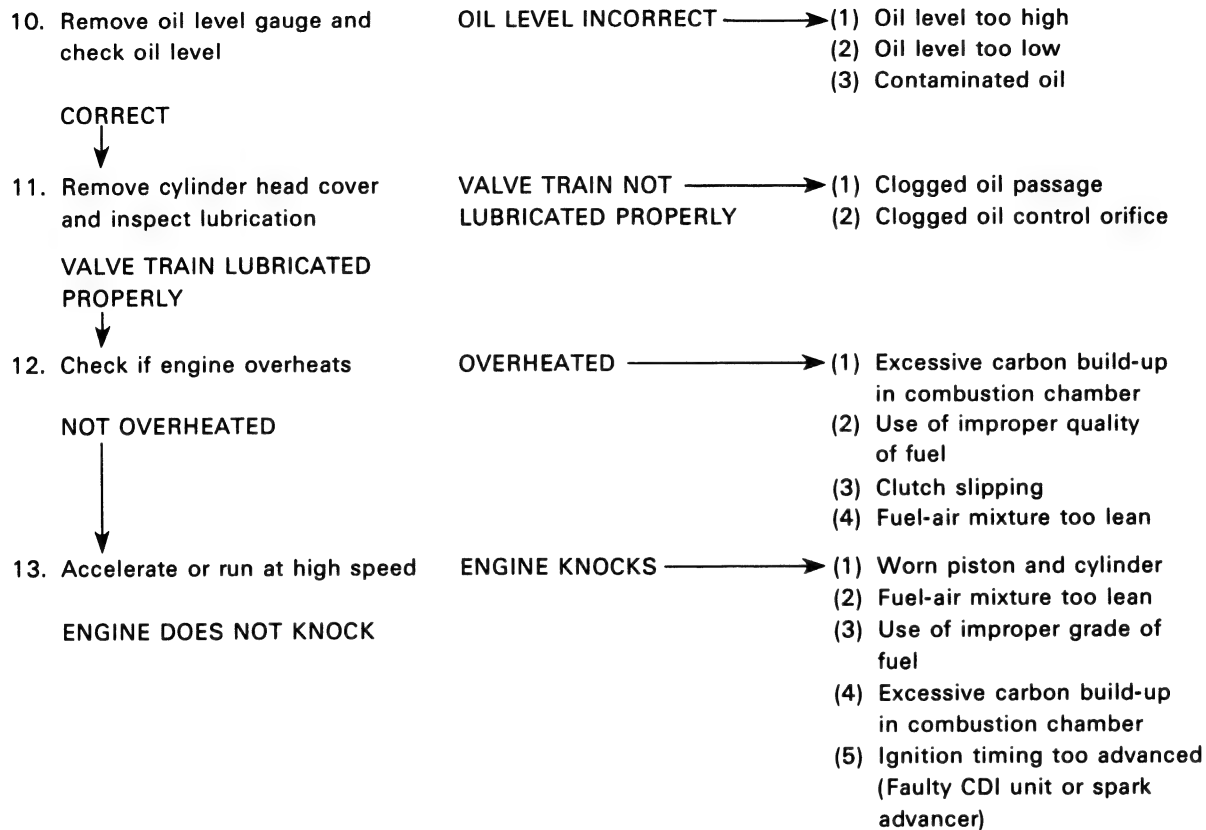 10. Remove oil level gauge and check oil level
OIL LEVEL INCORRECT
(1) Oil level too high
(2) Oil level too low
(3) Contaminated oil
CORRECT
11. Remove cylinder head cover and inspect lubrication
VALVE TRAIN NOT LUBRICATED PROPERLY
(1) Clogged oil passage
(2) Clogged oil control orifice
VALVE TRAIN LUBRICATED PROPERLY
12. Check if engine overheats
OVERHEATED
(1) Excessive carbon build-up in combustion chamber
(2) Use of improper quality of fuel
(3) Clutch slipping
(4) Fuel-air mixture too lean
NOT OVERHEATED
13. Accelerate or run at high speed
ENGINE KNOCKS
(1) Worn piston and cylinder
(2) Fuel-air mixture too lean
(3) Use of improper grade of fuel
(4) Excessive carbon build-up in combustion chamber
(5) Ignition timing too advanced (Faulty CDI unit or spark advancer)
ENGINE DOES NOT KNOCK